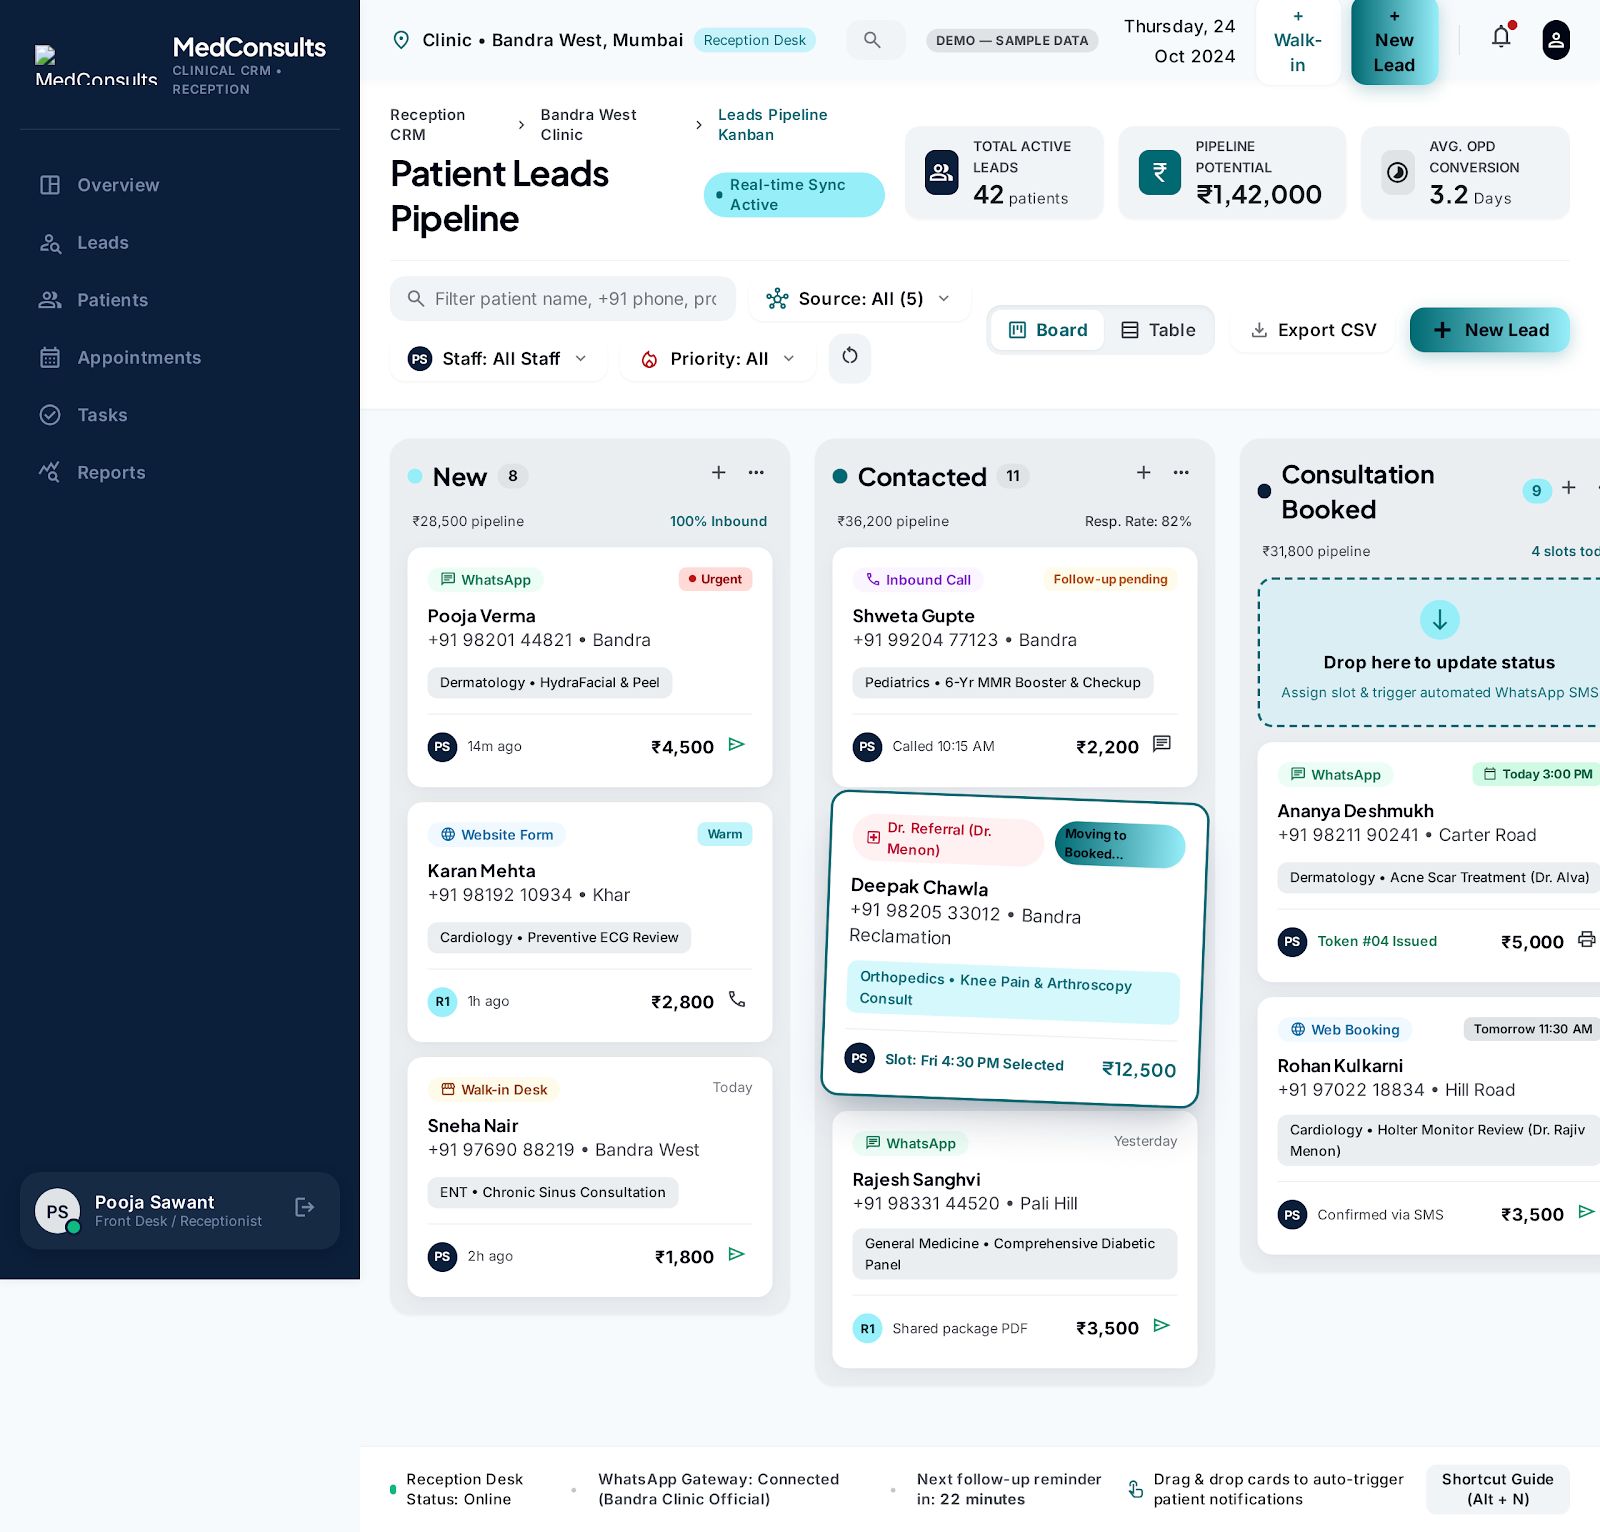 MedConsults
MedConsults
CLINICAL CRM •
RECEPTION
Overview
Leads
Patients
Appointments
Tasks
Reports
PS
Pooja Sawant
Front Desk / Receptionist
Clinic • Bandra West, Mumbai
Reception Desk
DEMO — SAMPLE DATA
Thursday, 24
Oct 2024
+
Walk-
in
+
New
Lead
Reception
CRM
Bandra West
Clinic
Leads Pipeline
Kanban
Patient Leads
Pipeline
Real-time Sync
Active
TOTAL ACTIVE
LEADS
42 patients
₹
PIPELINE
POTENTIAL
₹1,42,000
AVG. OPD
CONVERSION
3.2 Days
Filter patient name, +91 phone, prc
Source: All (5)
PS Staff: All Staff
Priority: All
Board
Table
Export CSV
+ New Lead
New 8
₹28,500 pipeline
100% Inbound
WhatsApp
Urgent
Pooja Verma
+91 98201 44821 • Bandra
Dermatology • HydraFacial & Peel
PS 14m ago
₹4,500
Website Form
Warm
Karan Mehta
+91 98192 10934 • Khar
Cardiology • Preventive ECG Review
R1 1h ago
₹2,800
Walk-in Desk
Today
Sneha Nair
+91 97690 88219 • Bandra West
ENT • Chronic Sinus Consultation
PS 2h ago
₹1,800
Contacted 11
₹36,200 pipeline
Resp. Rate: 82%
Inbound Call
Follow-up pending
Shweta Gupte
+91 99204 77123 • Bandra
Pediatrics • 6-Yr MMR Booster & Checkup
PS Called 10:15 AM
₹2,200
Dr. Referral (Dr.
Menon)
Moving to
Booked...
Deepak Chawla
+91 98205 33012 • Bandra
Reclamation
Orthopedics • Knee Pain & Arthroscopy
Consult
PS Slot: Fri 4:30 PM Selected
₹12,500
WhatsApp
Yesterday
Rajesh Sanghvi
+91 98331 44520 • Pali Hill
General Medicine • Comprehensive Diabetic
Panel
R1 Shared package PDF
₹3,500
Consultation
Booked
9
₹31,800 pipeline
4 slots tod
Drop here to update status
Assign slot & trigger automated WhatsApp SMS
WhatsApp
Today 3:00 PM
Ananya Deshmukh
+91 98211 90241 • Carter Road
Dermatology • Acne Scar Treatment (Dr. Alva)
PS Token #04 Issued
₹5,000
Web Booking
Tomorrow 11:30 AM
Rohan Kulkarni
+91 97022 18834 • Hill Road
Cardiology • Holter Monitor Review (Dr. Rajiv
Menon)
PS Confirmed via SMS
₹3,500
Reception Desk
Status: Online
•
WhatsApp Gateway: Connected
(Bandra Clinic Official)
•
Next follow-up reminder
in: 22 minutes
Drag & drop cards to auto-trigger
patient notifications
Shortcut Guide
(Alt + N)